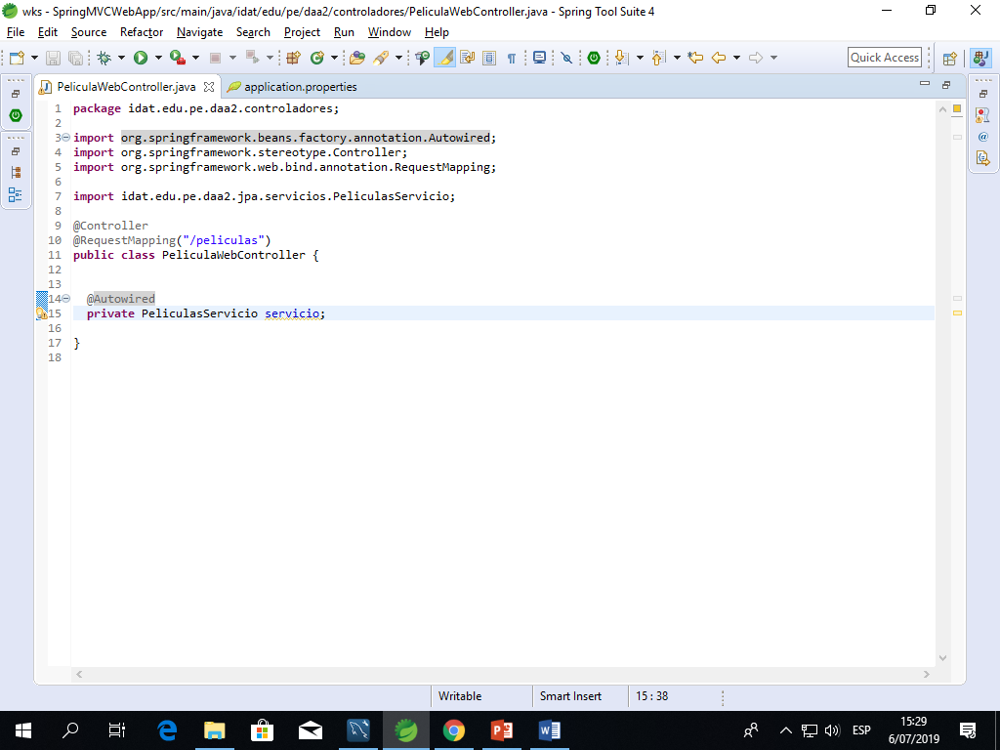 wks - SpringMVCWebApp/src/main/java/idat/edu/pe/daa2/controladores/PeliculaWebController.java - Spring Tool Suite 4
File Edit Source Refactor Navigate Search Project Run Window Help
Quick Access
PeliculaWebController.java application.properties
1 package idat.edu.pe.daa2.controladores;
2
3 import org.springframework.beans.factory.annotation.Autowired;
4 import org.springframework.stereotype.Controller;
5 import org.springframework.web.bind.annotation.RequestMapping;
6
7 import idat.edu.pe.daa2.jpa.servicios.PeliculasServicio;
8
9 @Controller
10 @RequestMapping("/peliculas")
11 public class PeliculaWebController {
12
13
14 @Autowired
15 private PeliculasServicio servicio;
16
17 }
18
Writable Smart Insert 15 : 38
ESP
15:29
6/07/2019